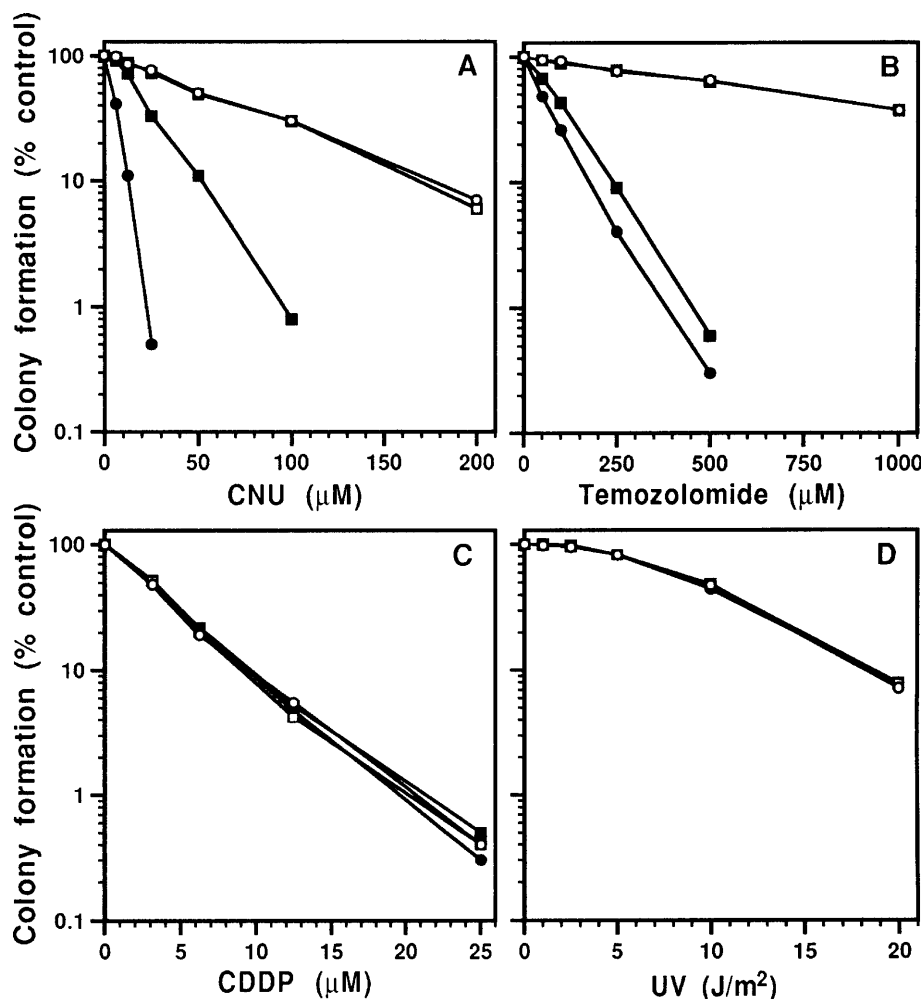 Colony formation (% control)
100
10
1
0.1
A
0
50
100
150
200
CNU (μM)
B
0
250
500
750
1000
Temozolomide (μM)
Colony formation (% control)
100
10
1
0.1
C
0
5
10
15
20
25
CDDP (μM)
D
0
5
10
15
20
UV (J/m²)